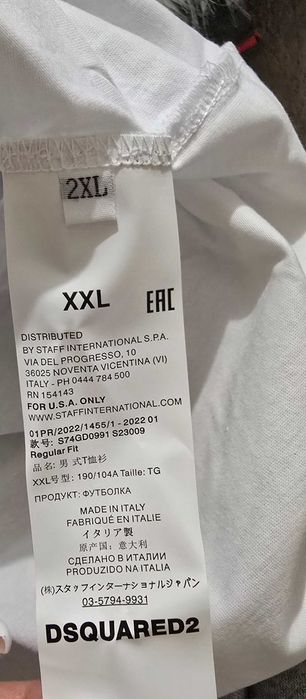 2XL
XXL EAC
DISTRIBUTED
BY STAFF INTERNATIONAL S.P.A.
VIA DEL PROGRESSO, 10
36025 NOVENTA VICENTINA (VI)
ITALY - PH 0444 784 500
RN 154143
FOR U.S.A. ONLY
WWW.STAFFINTERNATIONAL.COM
01PR/2022/1455/1 - 2022 01
款号: S74GD0991 S23009
Regular Fit
品名: 男 式T恤衫
XXL号 型: 190/104A Taille: TG
ПРОДУКТ: ФУТБОЛКА
MADE IN ITALY
FABRIQUÉ EN ITALIE
イタリア製
原产国: 意大利
СДЕЛАНО В ИТАЛИИ
PRODUZIDO NA ITALIA
(株)スタッフインターナショナルジャパン
03-5794-9931
DSQUARED2